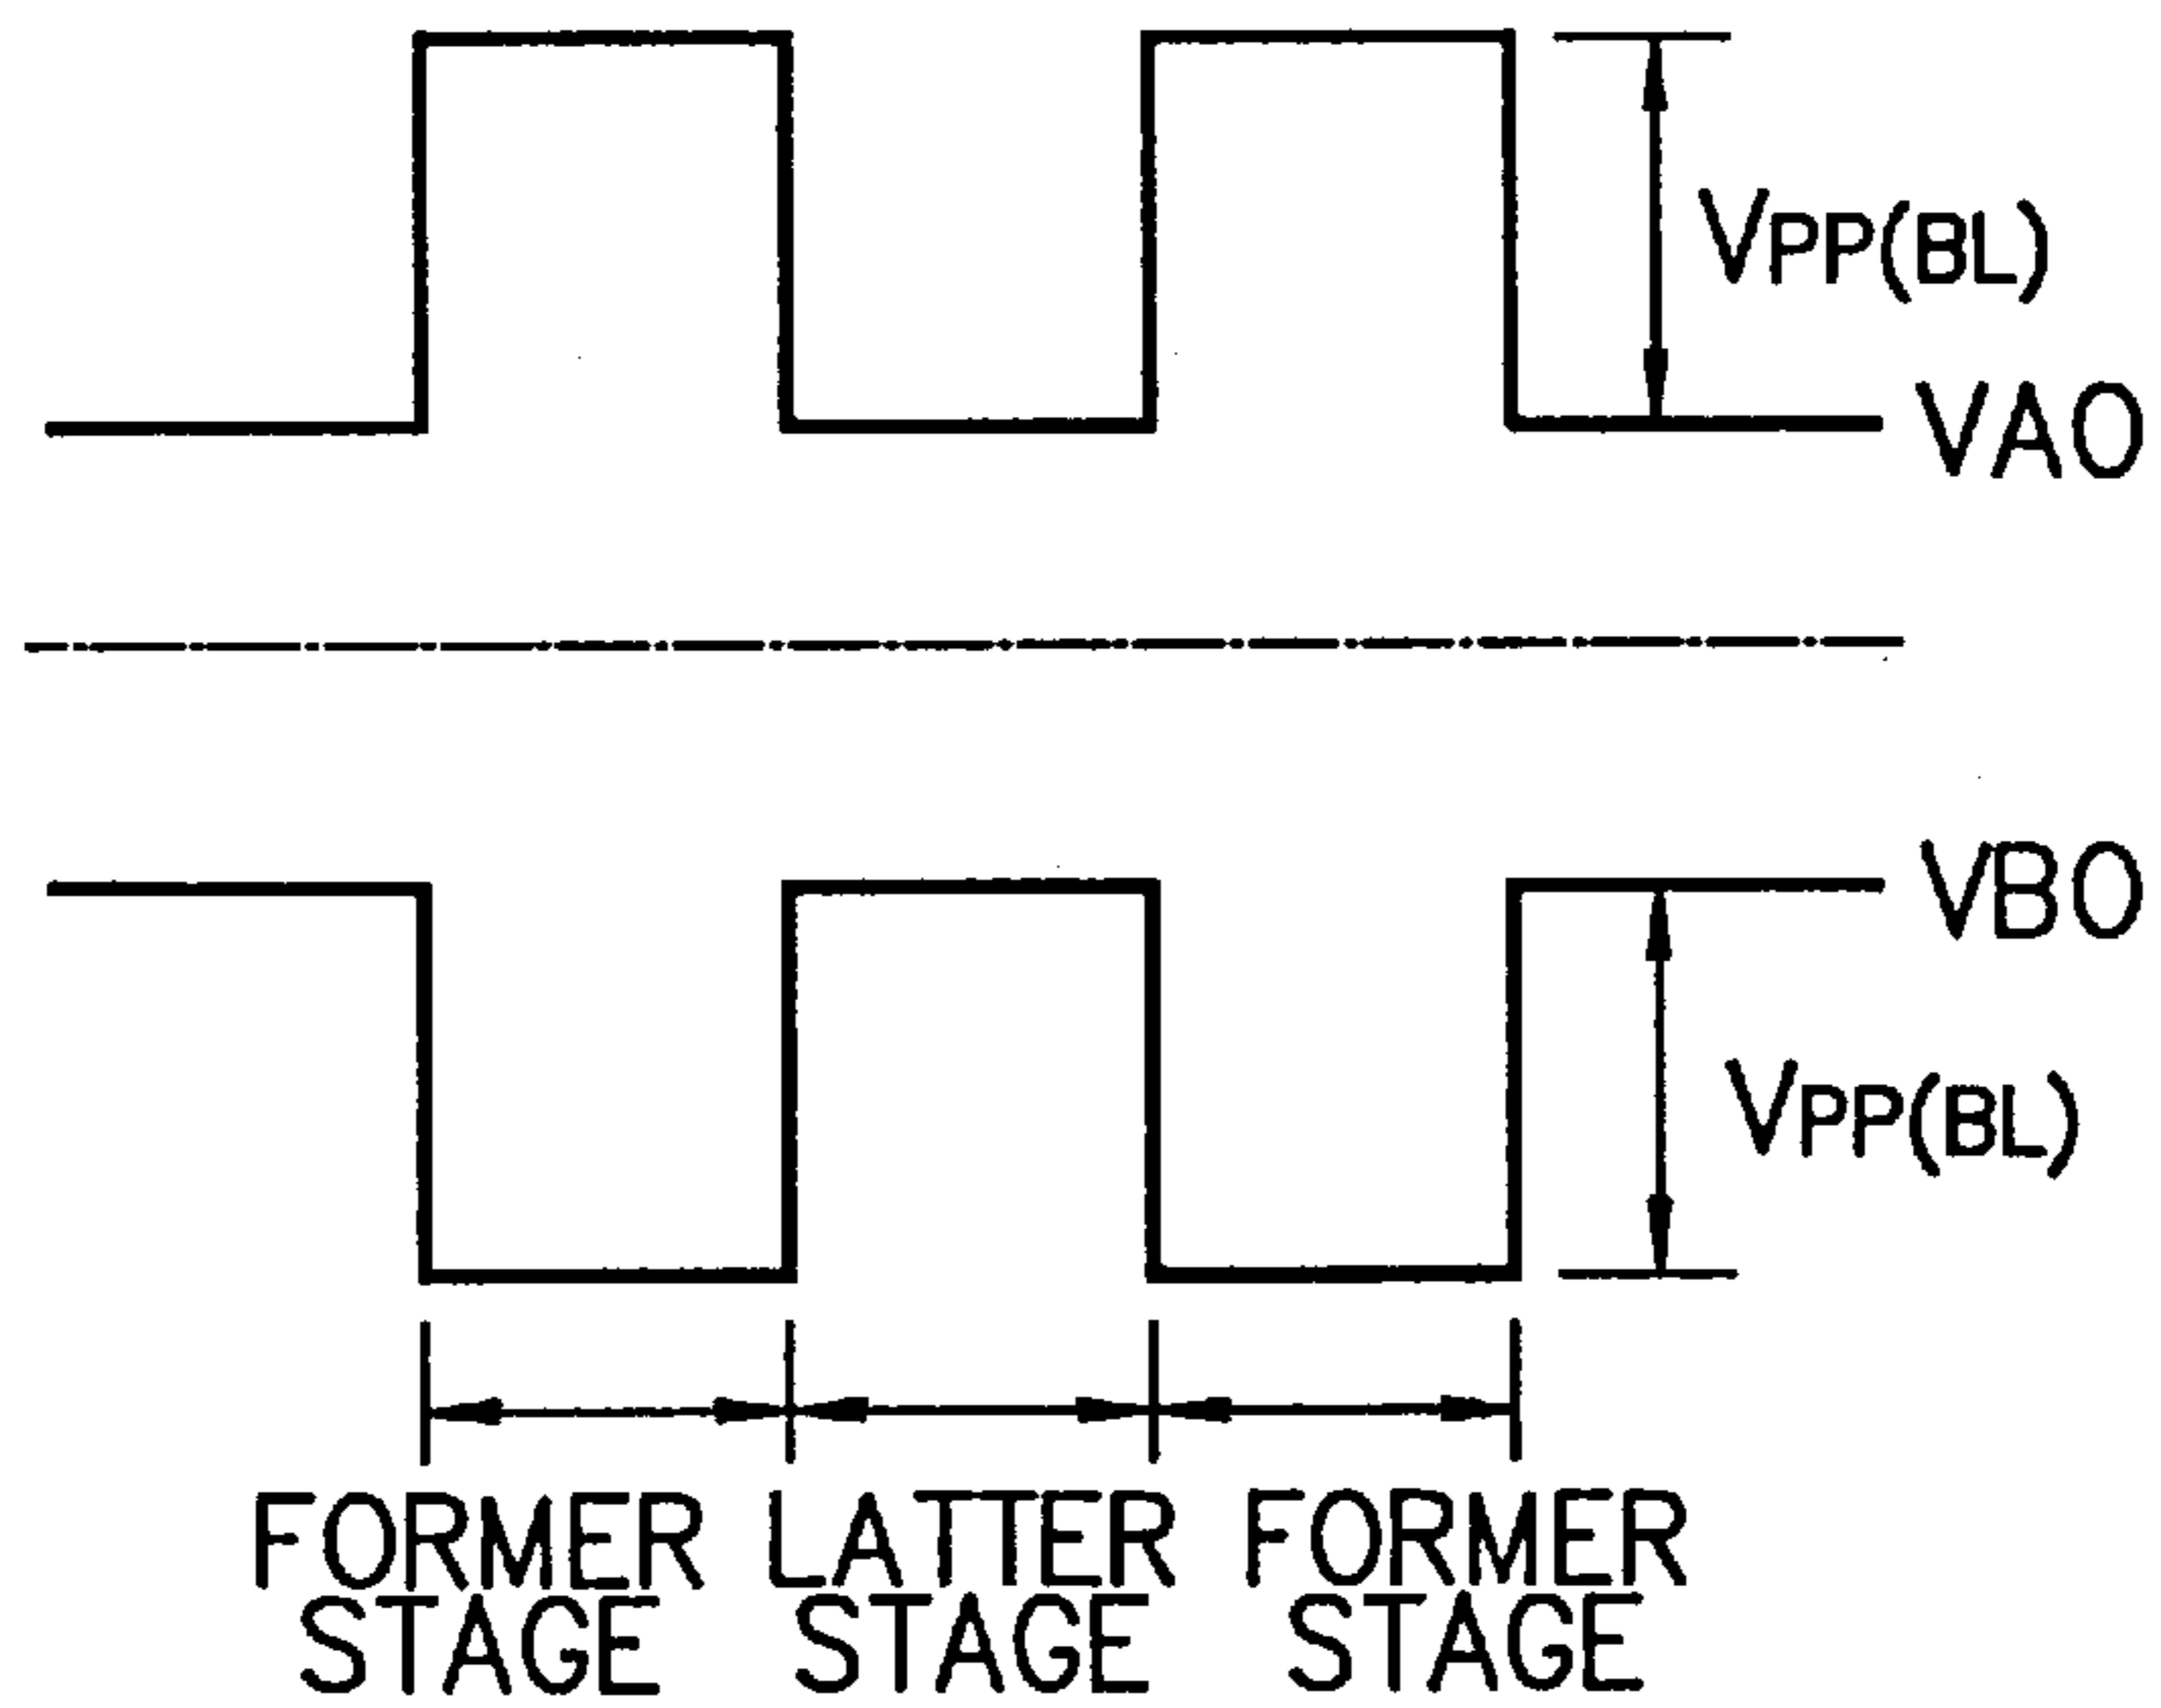 VPP(BL)
VAO
VBO
VPP(BL)
FORMER LATTER FORMER
STAGE STAGE STAGE